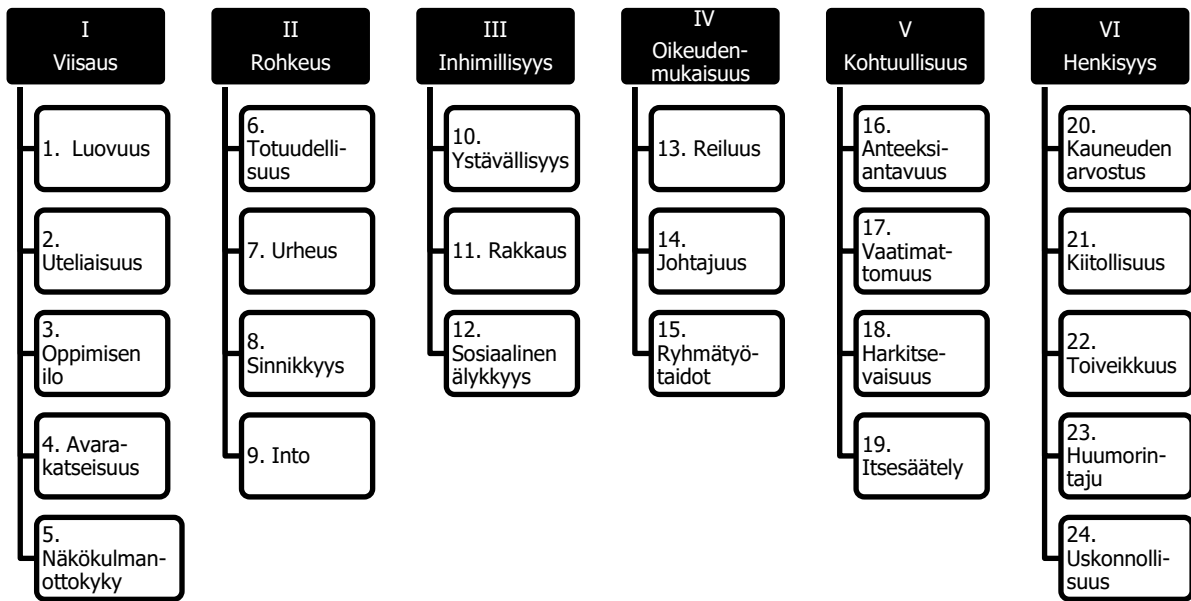 I
Viisaus
1. Luovuus
2.
Uteliaisuus
3.
Oppimisen
ilo
4. Avara-
katseisuus
5.
Näkökulman-
ottokyky
II
Rohkeus
6.
Totuudelli-
suus
7. Urheus
8.
Sinnikkyys
9. Into
III
Inhimillisyys
10.
Ystävällisyys
11. Rakkaus
12.
Sosiaalinen
älykkyys
IV
Oikeuden-
mukaisuus
13. Reiluus
14.
Johtajuus
15.
Ryhmätyö-
taidot
V
Kohtuullisuus
16.
Anteeksi-
antavuus
17.
Vaatimat-
tomuus
18.
Harkitse-
vaisuus
19.
Itsesäätely
VI
Henkisyys
20.
Kauneuden
arvostus
21.
Kiitollisuus
22.
Toiveikkuus
23.
Huumorin-
taju
24.
Uskonnolli-
suus